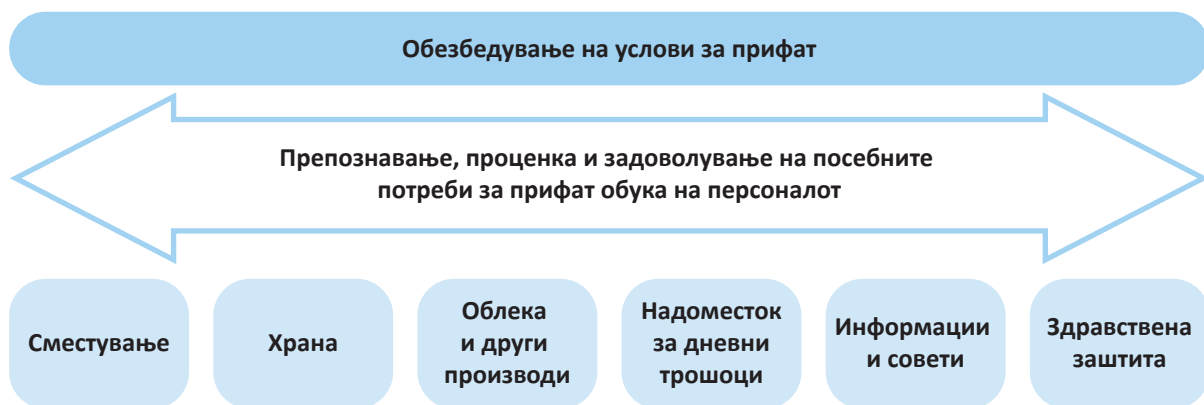 Обезбедување на услови за прифат
Препознавање, проценка и задоволување на посебните
потреби за прифат обука на персоналот
Сместување
Храна
Облека
и други
производи
Надоместок
за дневни
трошоци
Информации
и совети
Здравствена
заштита